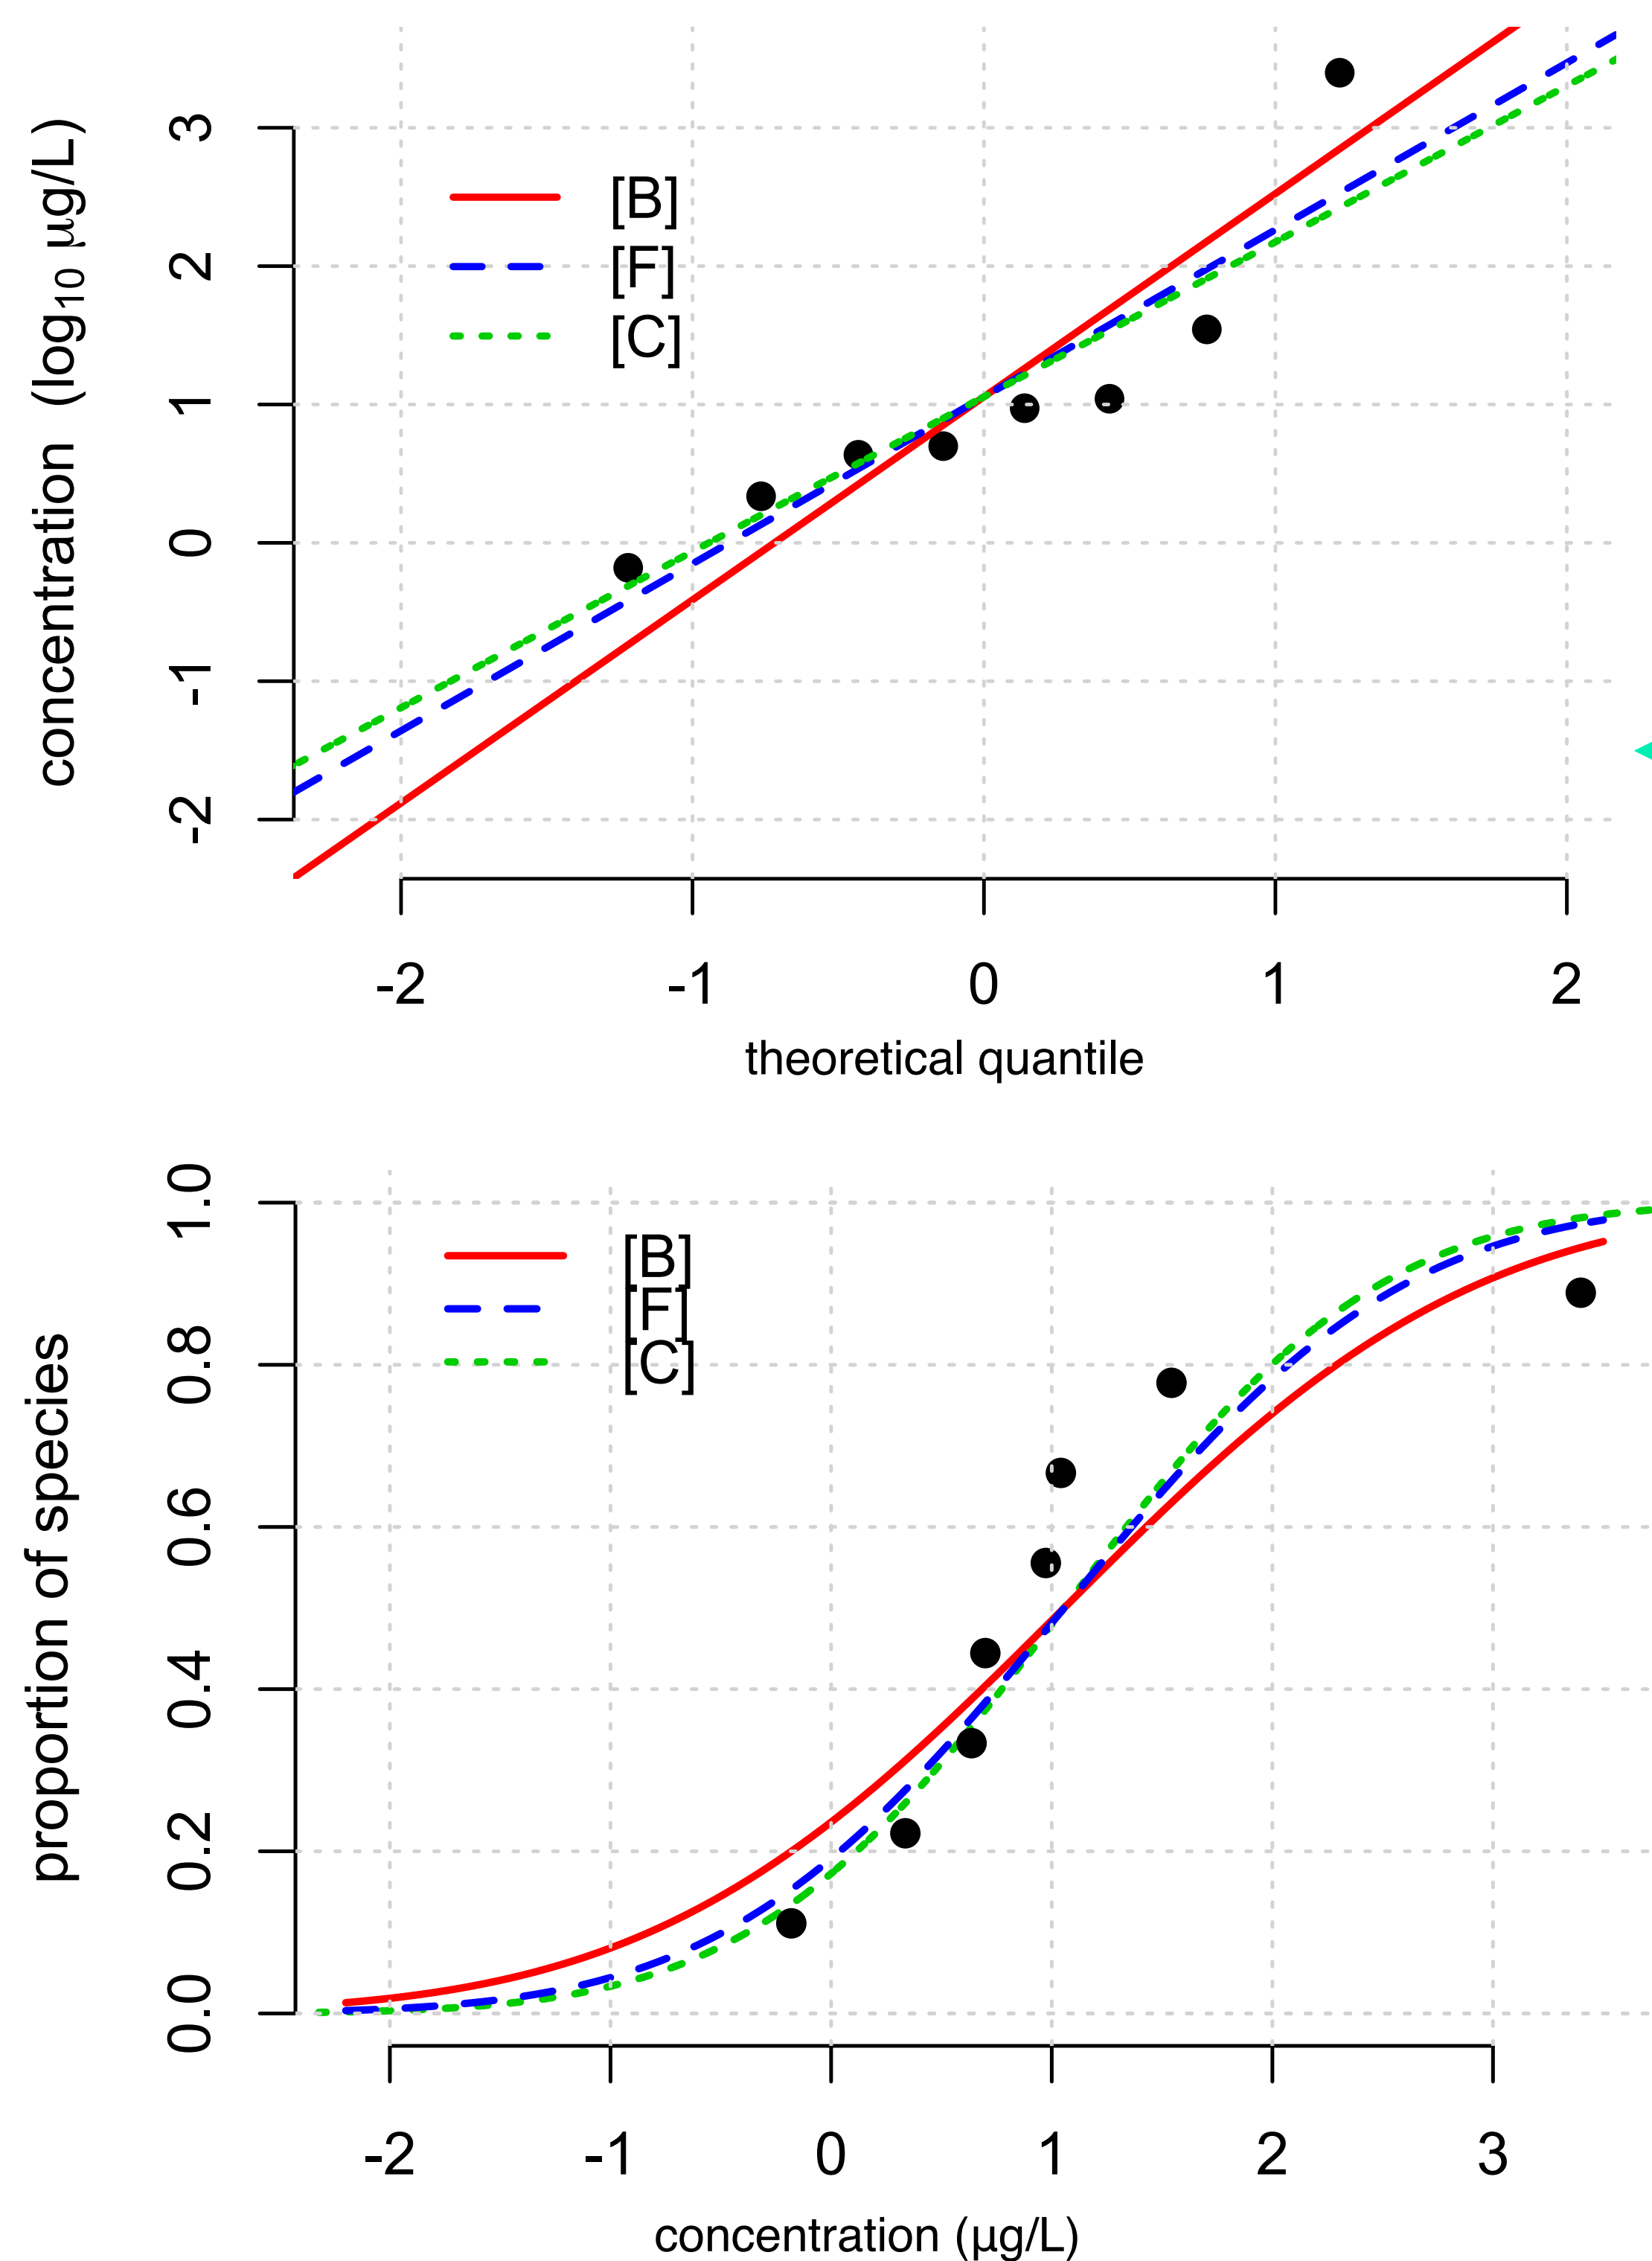 concentration (log10 µg/L)
3
2
1
0
-1
-2
[B]
[F]
[C]
-2 -1 0 1 2
theoretical quantile
proportion of species
1.0
0.8
0.6
0.4
0.2
0.0
[B]
[F]
[C]
-2 -1 0 1 2 3
concentration (µg/L)